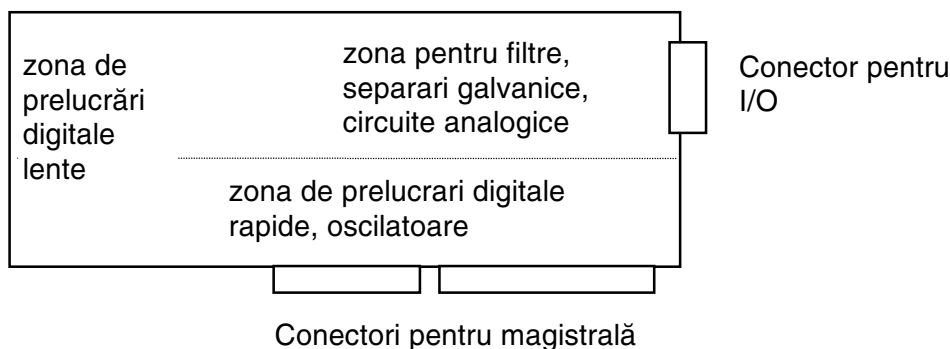 zona de
prelucrări
digitale
lente
zona pentru filtre,
separari galvanice,
circuite analogice
Conector pentru
I/O
zona de prelucrari digitale
rapide, oscilatoare
Conectori pentru magistrală